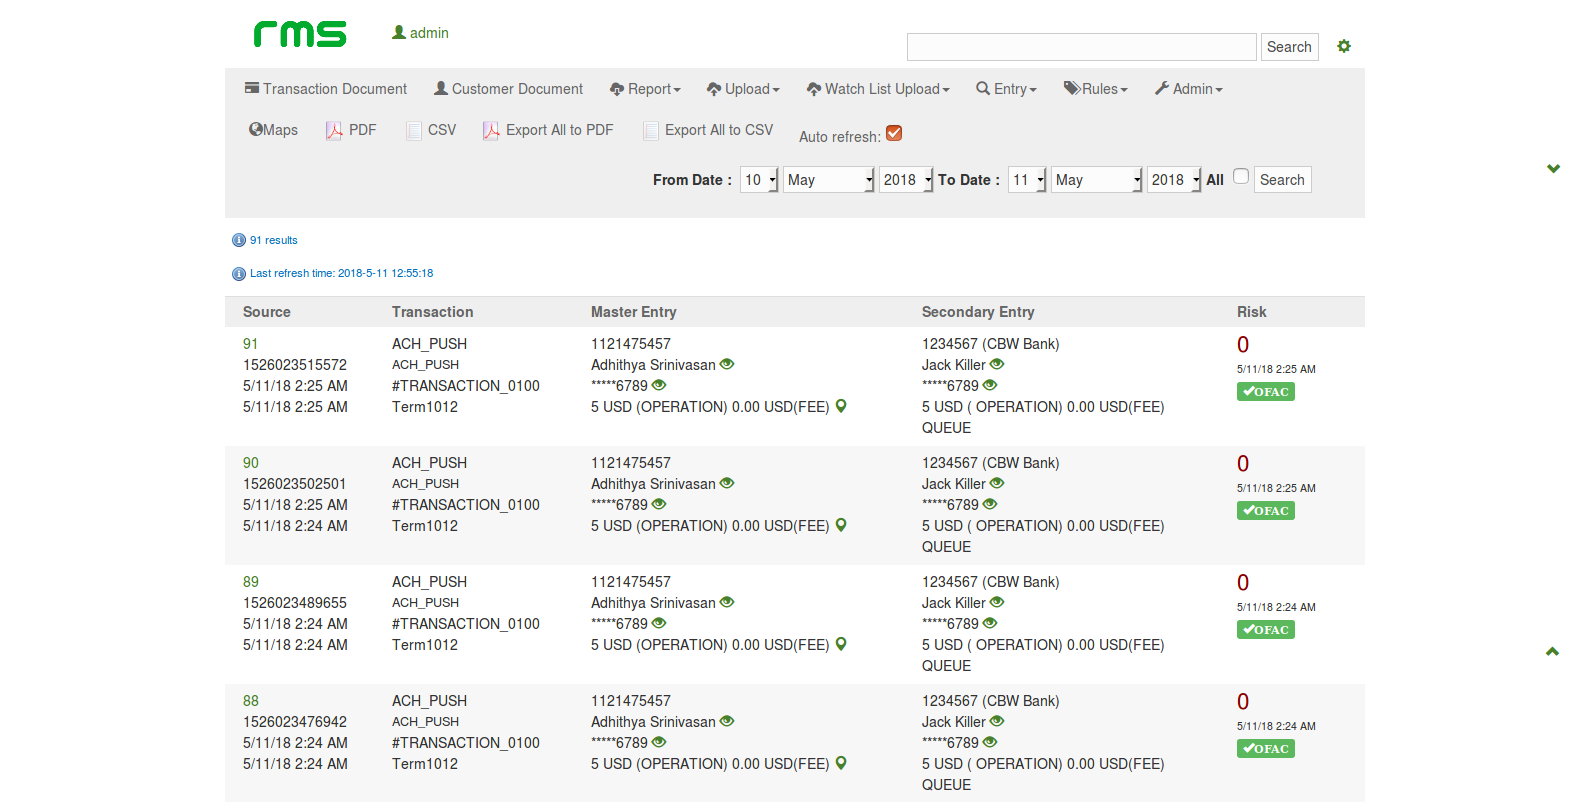 rms
admin
Search
Transaction Document Customer Document Report Upload Watch List Upload Entry Rules Admin
Maps PDF CSV Export All to PDF Export All to CSV Auto refresh:
From Date : 10 May 2018 To Date : 11 May 2018 All Search
91 results
Last refresh time: 2018-5-11 12:55:18
Source Transaction Master Entry Secondary Entry Risk
91 ACH_PUSH 1121475457 1234567 (CBW Bank) 0
1526023515572 ACH_PUSH Adhithya Srinivasan Jack Killer 5/11/18 2:25 AM
5/11/18 2:25 AM #TRANSACTION_0100 *****6789 *****6789 OFAC
5/11/18 2:25 AM Term1012 5 USD (OPERATION) 0.00 USD(FEE) 5 USD ( OPERATION) 0.00 USD(FEE)
QUEUE
90 ACH_PUSH 1121475457 1234567 (CBW Bank) 0
1526023502501 ACH_PUSH Adhithya Srinivasan Jack Killer 5/11/18 2:25 AM
5/11/18 2:25 AM #TRANSACTION_0100 *****6789 *****6789 OFAC
5/11/18 2:24 AM Term1012 5 USD (OPERATION) 0.00 USD(FEE) 5 USD ( OPERATION) 0.00 USD(FEE)
QUEUE
89 ACH_PUSH 1121475457 1234567 (CBW Bank) 0
1526023489655 ACH_PUSH Adhithya Srinivasan Jack Killer 5/11/18 2:24 AM
5/11/18 2:24 AM #TRANSACTION_0100 *****6789 *****6789 OFAC
5/11/18 2:24 AM Term1012 5 USD (OPERATION) 0.00 USD(FEE) 5 USD ( OPERATION) 0.00 USD(FEE)
QUEUE
88 ACH_PUSH 1121475457 1234567 (CBW Bank) 0
1526023476942 ACH_PUSH Adhithya Srinivasan Jack Killer 5/11/18 2:24 AM
5/11/18 2:24 AM #TRANSACTION_0100 *****6789 *****6789 OFAC
5/11/18 2:24 AM Term1012 5 USD (OPERATION) 0.00 USD(FEE) 5 USD ( OPERATION) 0.00 USD(FEE)
QUEUE